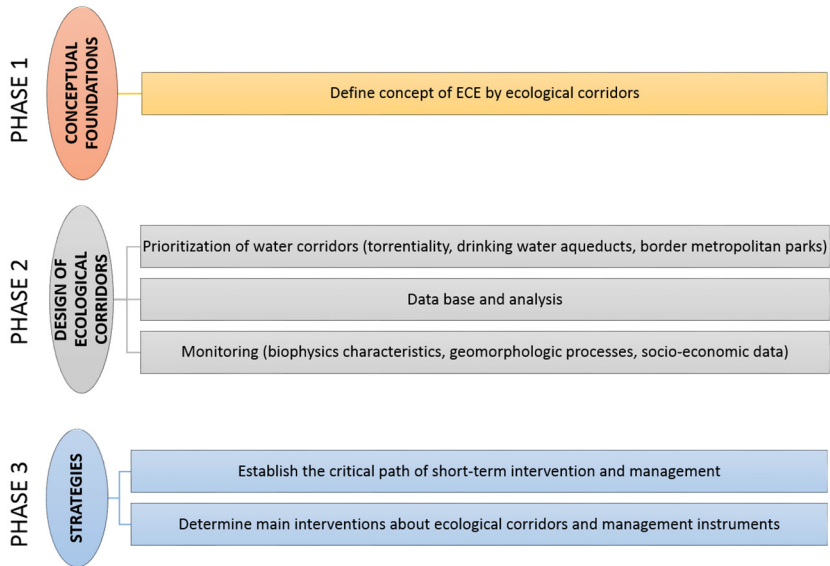 PHASE 1
CONCEPTUAL
FOUNDATIONS
Define concept of ECE by ecological corridors
PHASE 2
DESIGN OF
ECOLOGICAL
CORRIDORS
Prioritization of water corridors (torrentiality, drinking water aqueducts, border metropolitan parks)
Data base and analysis
Monitoring (biophysics characteristics, geomorphologic processes, socio-economic data)
PHASE 3
STRATEGIES
Establish the critical path of short-term intervention and management
Determine main interventions about ecological corridors and management instruments